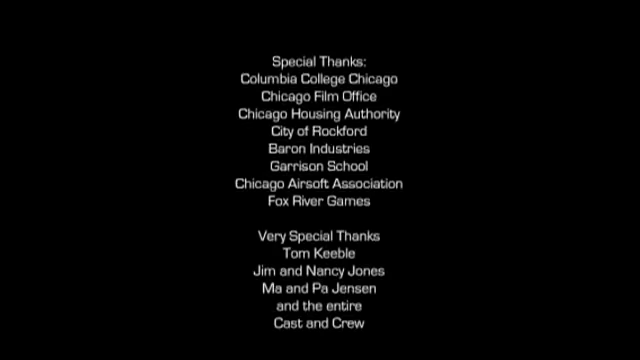 Special Thanks:
Columbia College Chicago
Chicago Film Office
Chicago Housing Authority
City of Rockford
Baron Industries
Garrison School
Chicago Airsoft Association
Fox River Games
Very Special Thanks
Tom Keeble
Jim and Nancy Jones
Ma and Pa Jensen
and the entire
Cast and Crew